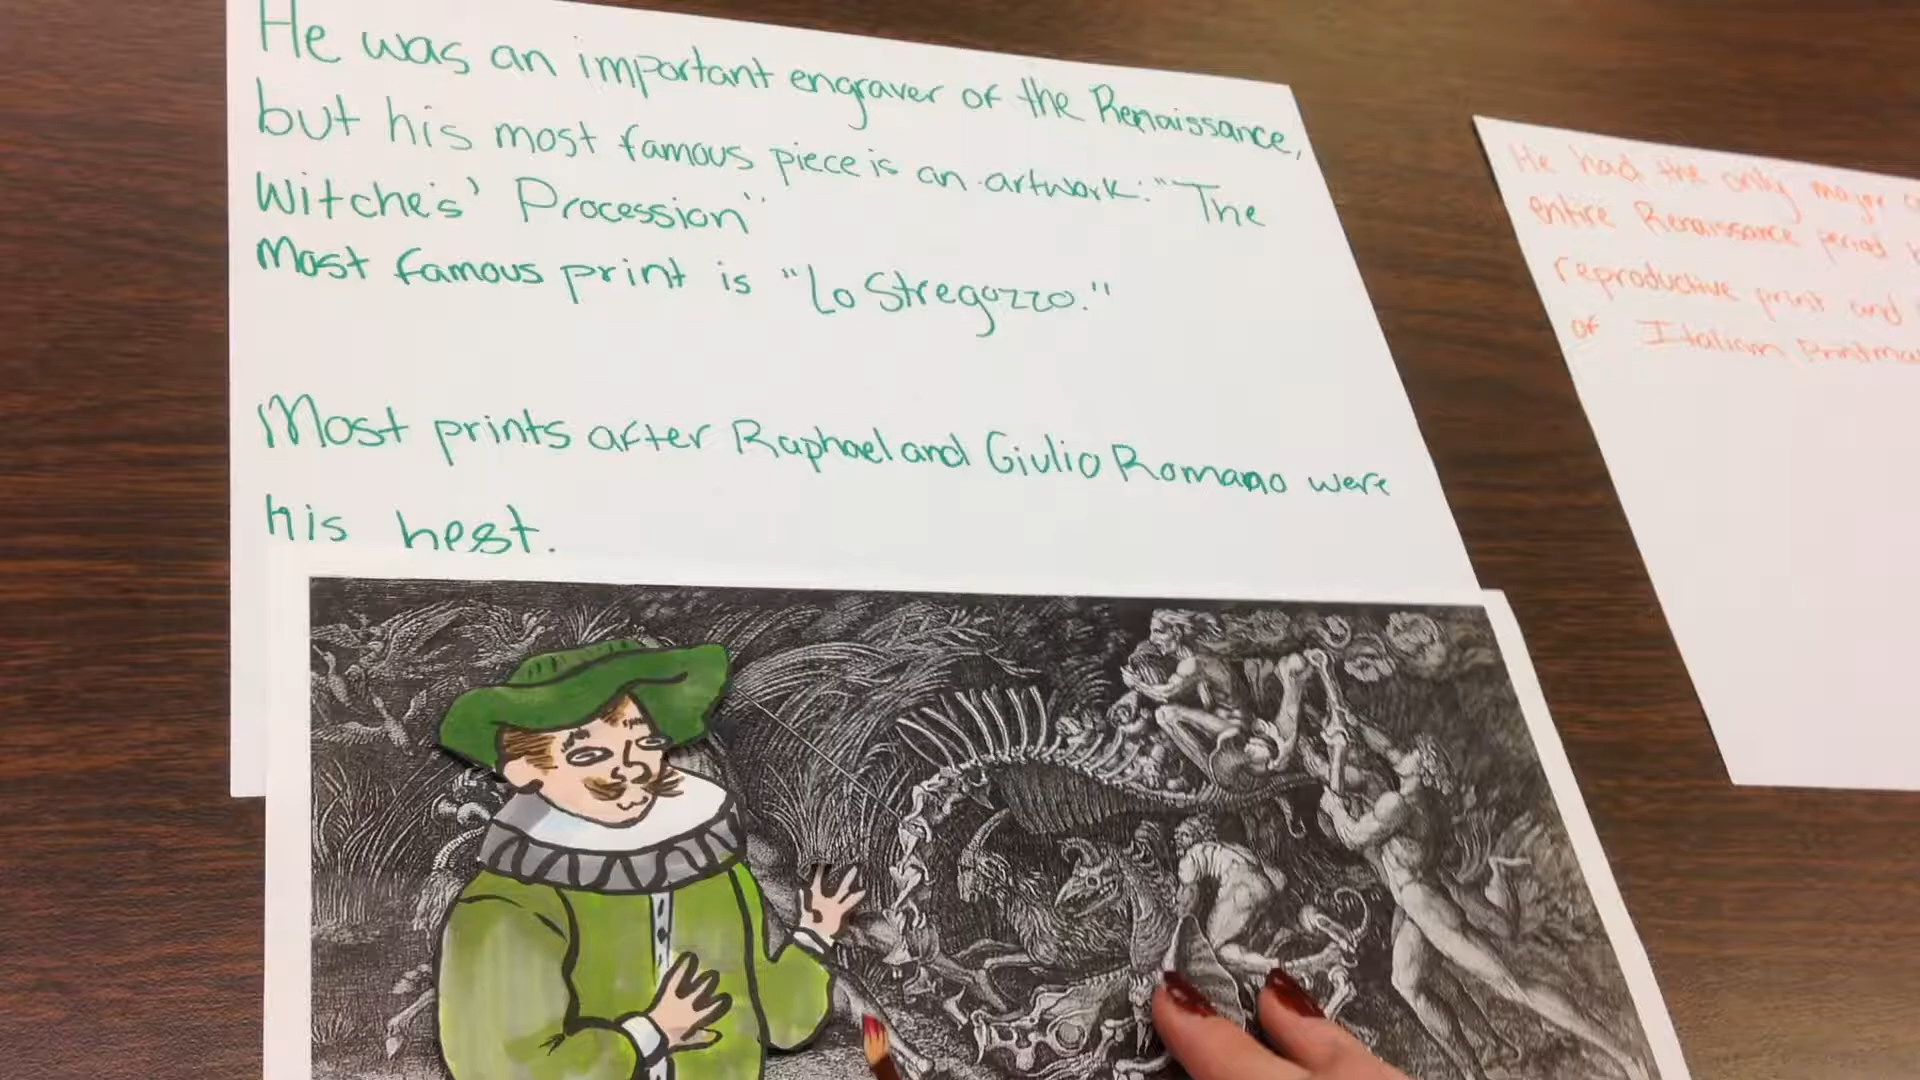 He was an important engraver of the Renaissance,
but his most famous piece is an artwork: "The
Witche's' Procession"
Most famous print is "Lo Stregozzo."
Most prints after Raphael and Giulio Romano were
his best.
He had the only major
entire Renaissance period
reproductive print and
of Italian